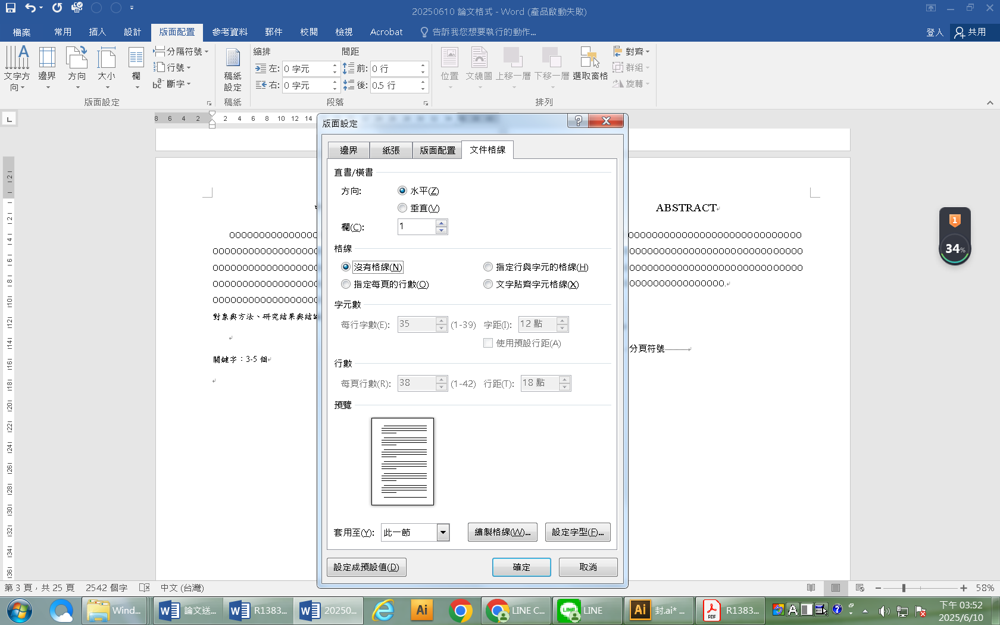 20250610 論文格式 - Word (產品啟動失敗)
檔案 常用 插入 設計 版面配置 參考資料 郵件 校閱 檢視 Acrobat 告訴我您想要執行的動作... 登入 共用
文字方向 邊界 方向 大小 欄 分隔符號 行號 斷字
版面設定
稿紙設定
稿紙
縮排 間距
左: 0 字元 前: 0 行
右: 0 字元 後: 0.5 行
段落
位置 文繞圖 上移一層 下移一層 選取窗格 對齊 群組 旋轉
排列
8 6 4 2 2 4 6 8 10 12 14
版面設定
邊界 紙張 版面配置 文件格線
直書/橫書
方向: 水平(Z)
垂直(V)
欄(C): 1
格線
沒有格線(N) 指定行與字元的格線(H)
指定每頁的行數(O) 文字貼齊字元格線(X)
字元數
每行字數(E): 35 (1-39) 字距(I): 12 點
使用預設行距(A)
行數
每頁行數(R): 38 (1-42) 行距(T): 18 點
預覽
套用至(Y): 此一節 繪製格線(W)... 設定字型(F)...
設定成預設值(D) 確定 取消
OOOOOOOOOOOOOOO
OOOOOOOOOOOOOOOOO
OOOOOOOOOOOOOOOOO
OOOOOOOOOOOOOOOOO
OOOOOOOOOOOOOOOOO
對象與方法、研究結果與結
關鍵字：3-5 個
ABSTRACT
OOOOOOOOOOOOOOOOOOOOOOOOOOO
OOOOOOOOOOOOOOOOOOOOOOOOOOO
OOOOOOOOOOOOOOOOOOOOOOOOOOO
OOOOOOOOOOOOOOO.
分頁符號
1
34%
第 3 頁，共 25 頁 2542 個字 中文 (台灣) 58%
Wind... 論文送... R1383... 20250... LINE C... LINE 封.ai* ... R1383...
下午 03:52
2025/6/10